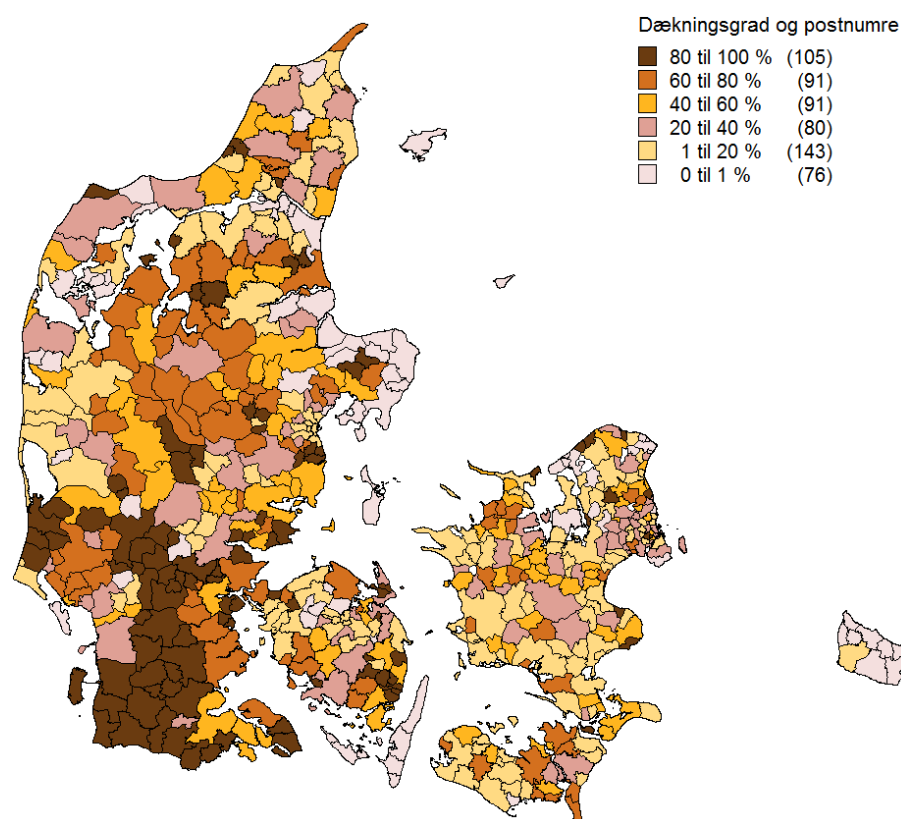 Dækningsgrad og postnumre
80 til 100 % (105)
60 til 80 % (91)
40 til 60 % (91)
20 til 40 % (80)
1 til 20 % (143)
0 til 1 % (76)